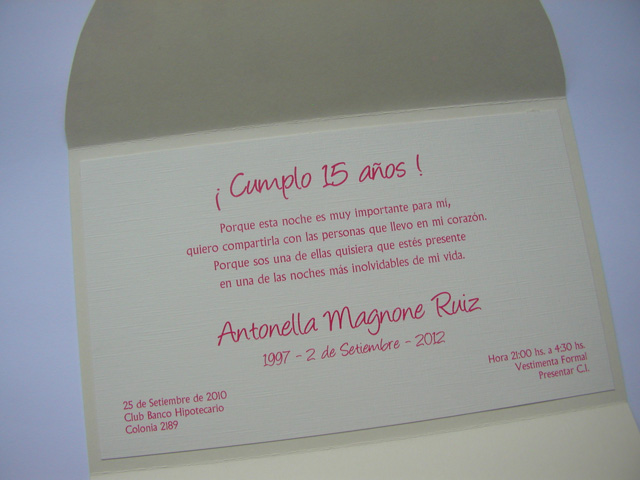 ¡ Cumplo 15 años !
Porque esta noche es muy importante para mí,
quiero compartirla con las personas que llevo en mi corazón.
Porque sos una de ellas quisiera que estés presente
en una de las noches más inolvidables de mi vida.
Antonella Magnone Ruiz
1997 - 2 de Setiembre - 2012
25 de Setiembre de 2010
Club Banco Hipotecario
Colonia 2189
Hora 21:00 hs. a 4:30 hs.
Vestimenta Formal
Presentar C.I.